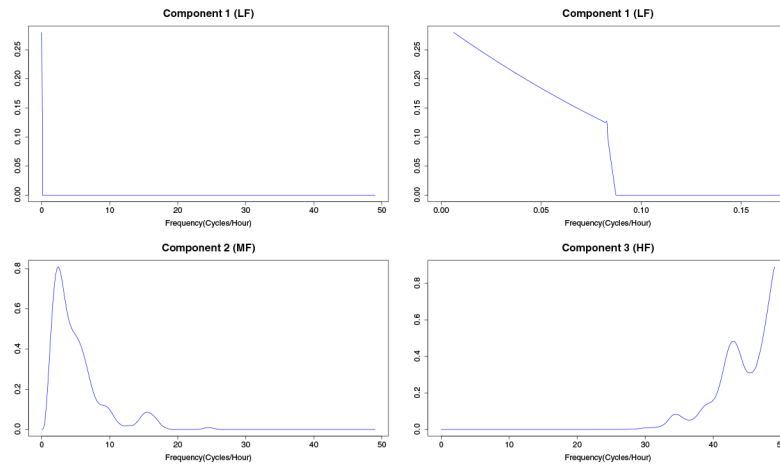 Component 1 (LF)
0.00 0.05 0.10 0.15 0.20 0.25
0 10 20 30 40 50
Frequency(Cycles/Hour)
Component 1 (LF)
0.00 0.05 0.10 0.15 0.20 0.25
0.00 0.05 0.10 0.15
Frequency(Cycles/Hour)
Component 2 (MF)
0.0 0.2 0.4 0.6 0.8
0 10 20 30 40 50
Frequency(Cycles/Hour)
Component 3 (HF)
0.0 0.2 0.4 0.6 0.8
0 10 20 30 40 50
Frequency(Cycles/Hour)